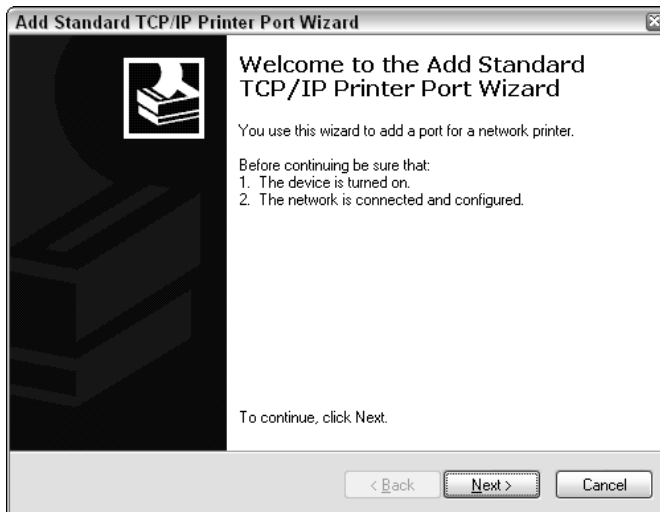 Add Standard TCP/IP Printer Port Wizard
Welcome to the Add Standard
TCP/IP Printer Port Wizard
You use this wizard to add a port for a network printer.
Before continuing be sure that:
1. The device is turned on.
2. The network is connected and configured.
To continue, click Next.
< Back Next > Cancel